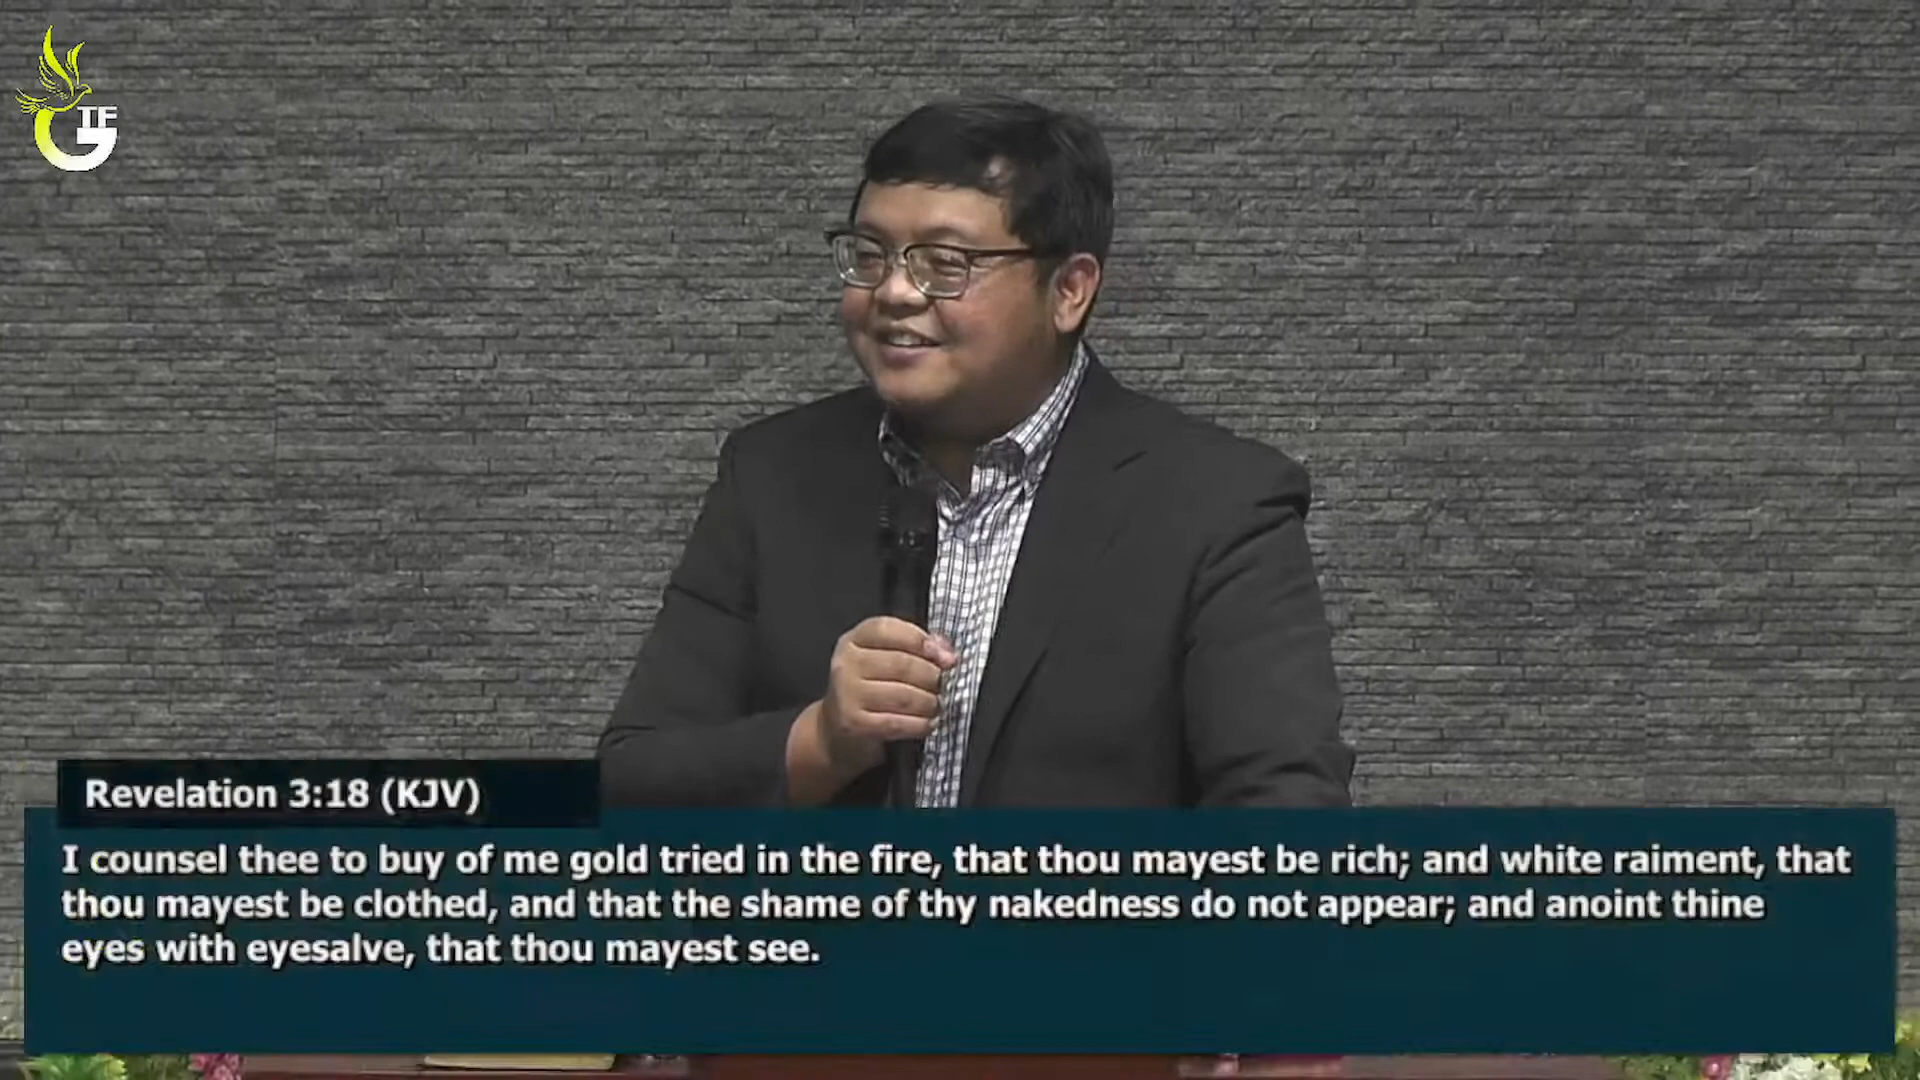 TF
G
Revelation 3:18 (KJV)
I counsel thee to buy of me gold tried in the fire, that thou mayest be rich; and white raiment, that
thou mayest be clothed, and that the shame of thy nakedness do not appear; and anoint thine
eyes with eyesalve, that thou mayest see.